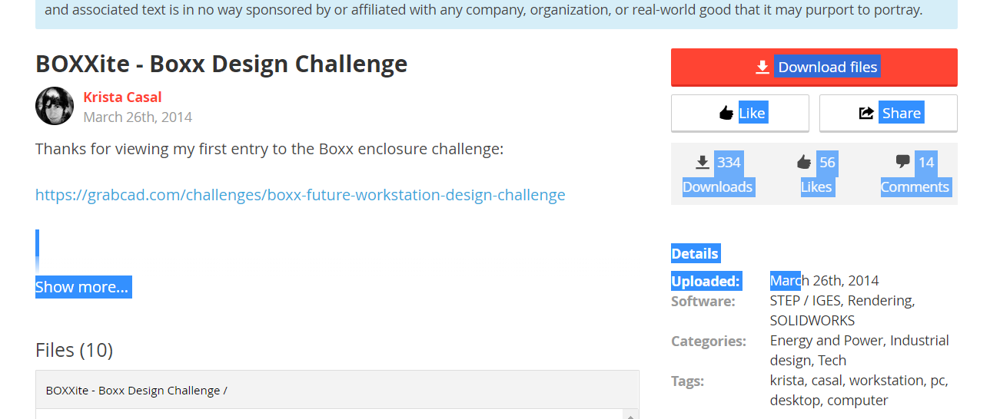 and associated text is in no way sponsored by or affiliated with any company, organization, or real-world good that it may purport to portray.
BOXXite - Boxx Design Challenge
Krista Casal
March 26th, 2014
Thanks for viewing my first entry to the Boxx enclosure challenge:
https://grabcad.com/challenges/boxx-future-workstation-design-challenge
Show more...
Files (10)
BOXXite - Boxx Design Challenge /
Download files
Like
Share
334
Downloads
56
Likes
14
Comments
Details
Uploaded: March 26th, 2014
Software: STEP / IGES, Rendering,
SOLIDWORKS
Categories: Energy and Power, Industrial
design, Tech
Tags: krista, casal, workstation, pc,
desktop, computer